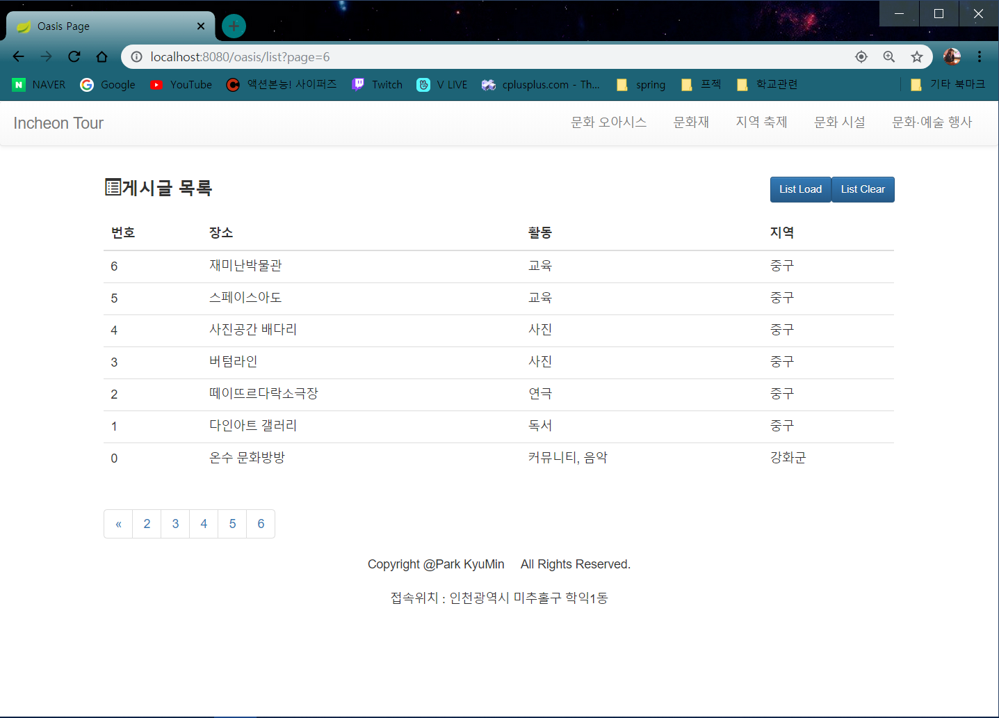 Oasis Page
localhost:8080/oasis/list?page=6
NAVER Google YouTube 액션본능! 사이퍼즈 Twitch V LIVE cplusplus.com - Th... spring 프젝 학교관련 기타 북마크
Incheon Tour 문화 오아시스 문화재 지역 축제 문화 시설 문화·예술 행사
게시글 목록 List Load List Clear
번호 장소 활동 지역
6 재미난박물관 교육 중구
5 스페이스아도 교육 중구
4 사진공간 배다리 사진 중구
3 버텀라인 사진 중구
2 떼이뜨르다락소극장 연극 중구
1 다인아트 갤러리 독서 중구
0 온수 문화방방 커뮤니티, 음악 강화군
« 2 3 4 5 6
Copyright @Park KyuMin All Rights Reserved.
접속위치 : 인천광역시 미추홀구 학익1동